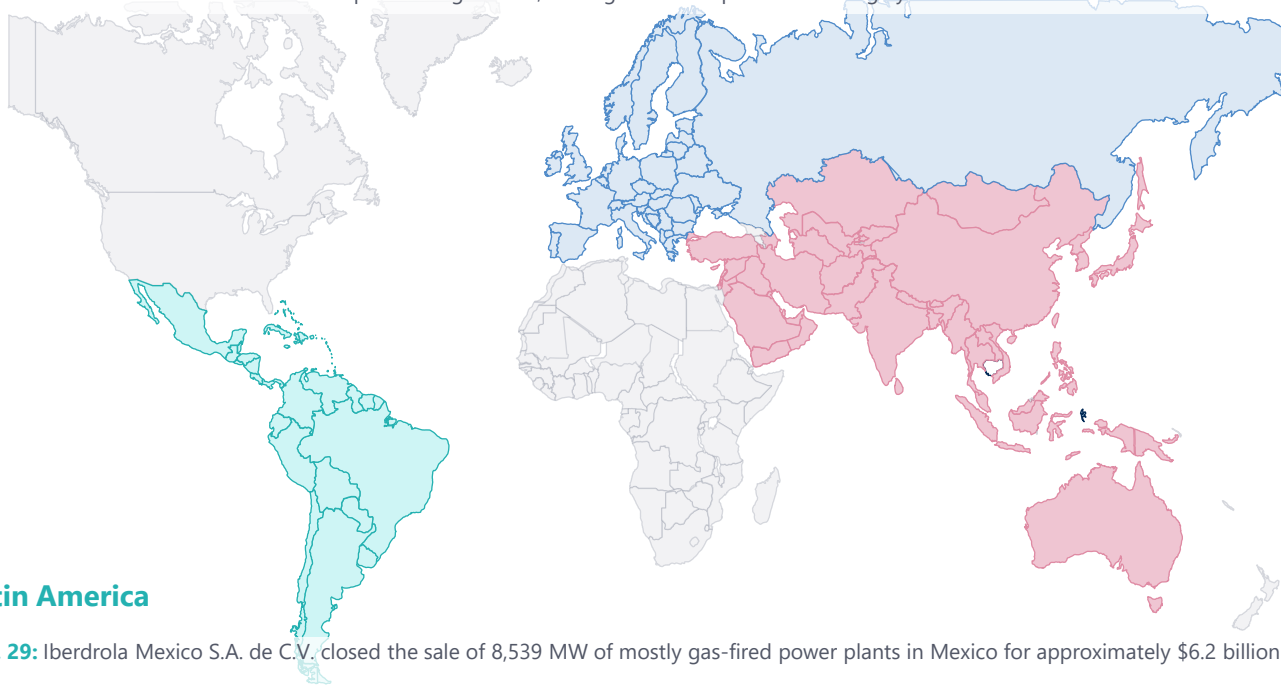 tin America
29: Iberdrola Mexico S.A. de C.V. closed the sale of 8,539 MW of mostly gas-fired power plants in Mexico for approximately $6.2 billion